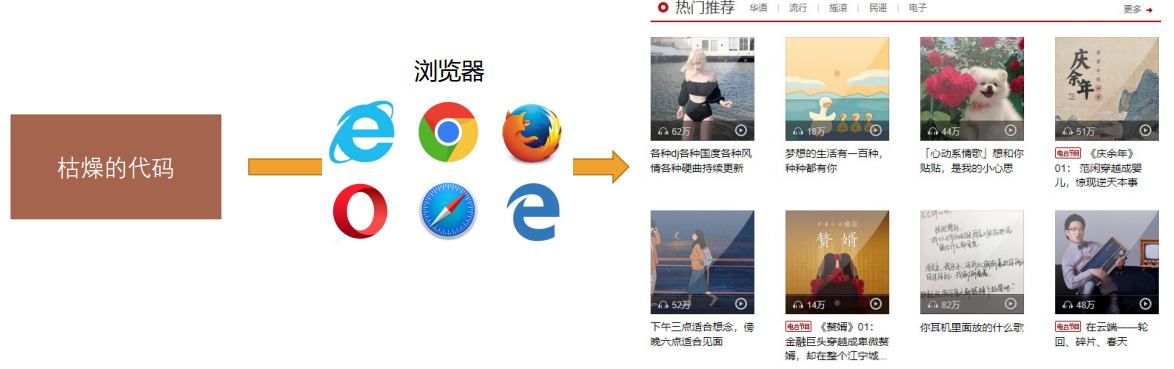 浏览器
枯燥的代码
热门推荐 华语 | 流行 | 摇滚 | 民谣 | 电子 更多
庆余年
62万
18万
44万
51万
各种dj各种国度各种风
情各种硬曲持续更新
梦想的生活有一百种，
种种都有你
「心动系情歌」想和你
贴贴，是我的小心思
电台节目 《庆余年》
01： 范闲穿越成婴
儿，惊现逆天本事
赘婿
52万
14万
82万
48万
下午三点适合想念，傍
晚六点适合见面
电台节目 《赘婿》01：
金融巨头穿越成卑微赘
婿，却在整个江宁城...
你耳机里面放的什么歌
电台节目 在云端——轮
回、碎片、春天